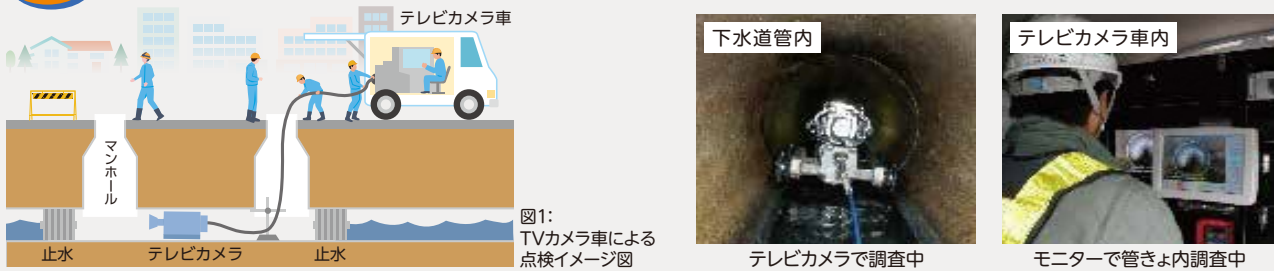 テレビカメラ車
マンホール
止水
テレビカメラ
止水
図1:
TVカメラ車による
点検イメージ図
下水道管内
テレビカメラで調査中
テレビカメラ車内
モニターで管きょ内調査中